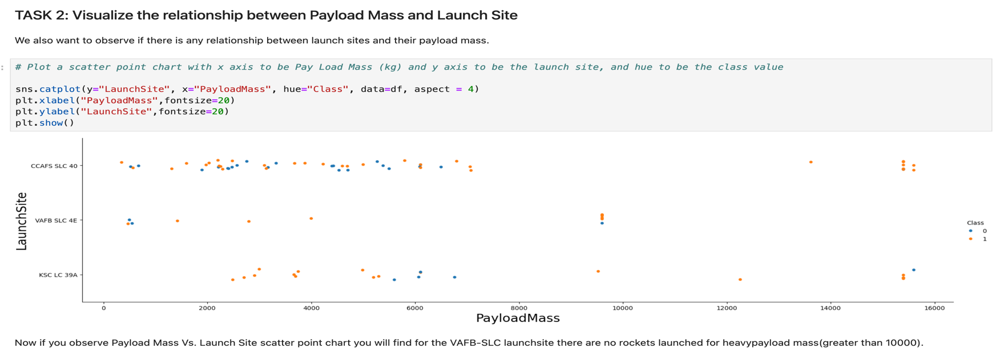 TASK 2: Visualize the relationship between Payload Mass and Launch Site
We also want to observe if there is any relationship between launch sites and their payload mass.
:
# Plot a scatter point chart with x axis to be Pay Load Mass (kg) and y axis to be the launch site, and hue to be the class value
sns.catplot(y="LaunchSite", x="PayloadMass", hue="Class", data=df, aspect = 4)
plt.xlabel("PayloadMass",fontsize=20)
plt.ylabel("LaunchSite",fontsize=20)
plt.show()
LaunchSite
CCAFS SLC 40
VAFB SLC 4E
KSC LC 39A
Class
0
1
0 2000 4000 6000 8000 10000 12000 14000 16000
PayloadMass
Now if you observe Payload Mass Vs. Launch Site scatter point chart you will find for the VAFB-SLC launchsite there are no rockets launched for heavypayload mass(greater than 10000).